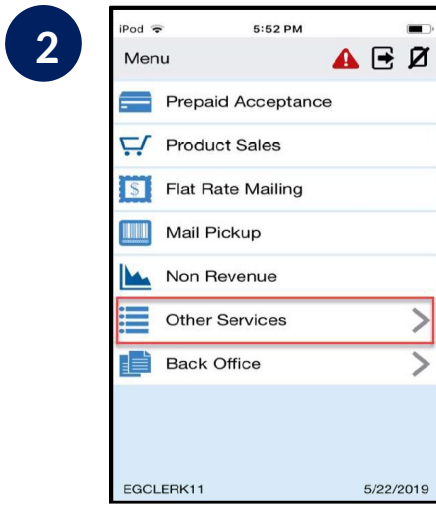 2
iPod 5:52 PM
Menu
Prepaid Acceptance
Product Sales
$ Flat Rate Mailing
Mail Pickup
Non Revenue
Other Services
Back Office
EGCLERK11 5/22/2019